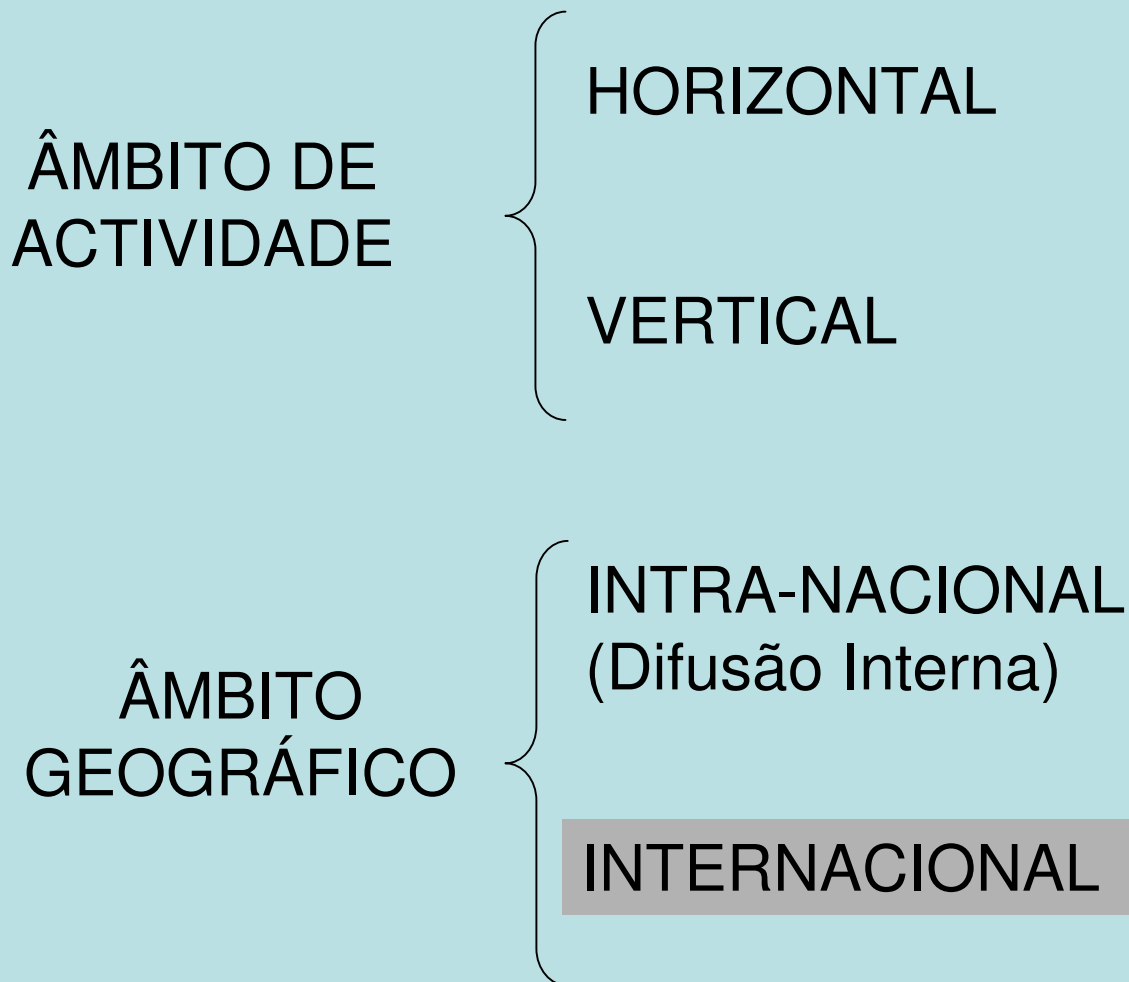 ÂMBITO DE
ACTIVIDADE
HORIZONTAL
VERTICAL
ÂMBITO
GEOGRÁFICO
INTRA-NACIONAL
(Difusão Interna)
INTERNACIONAL